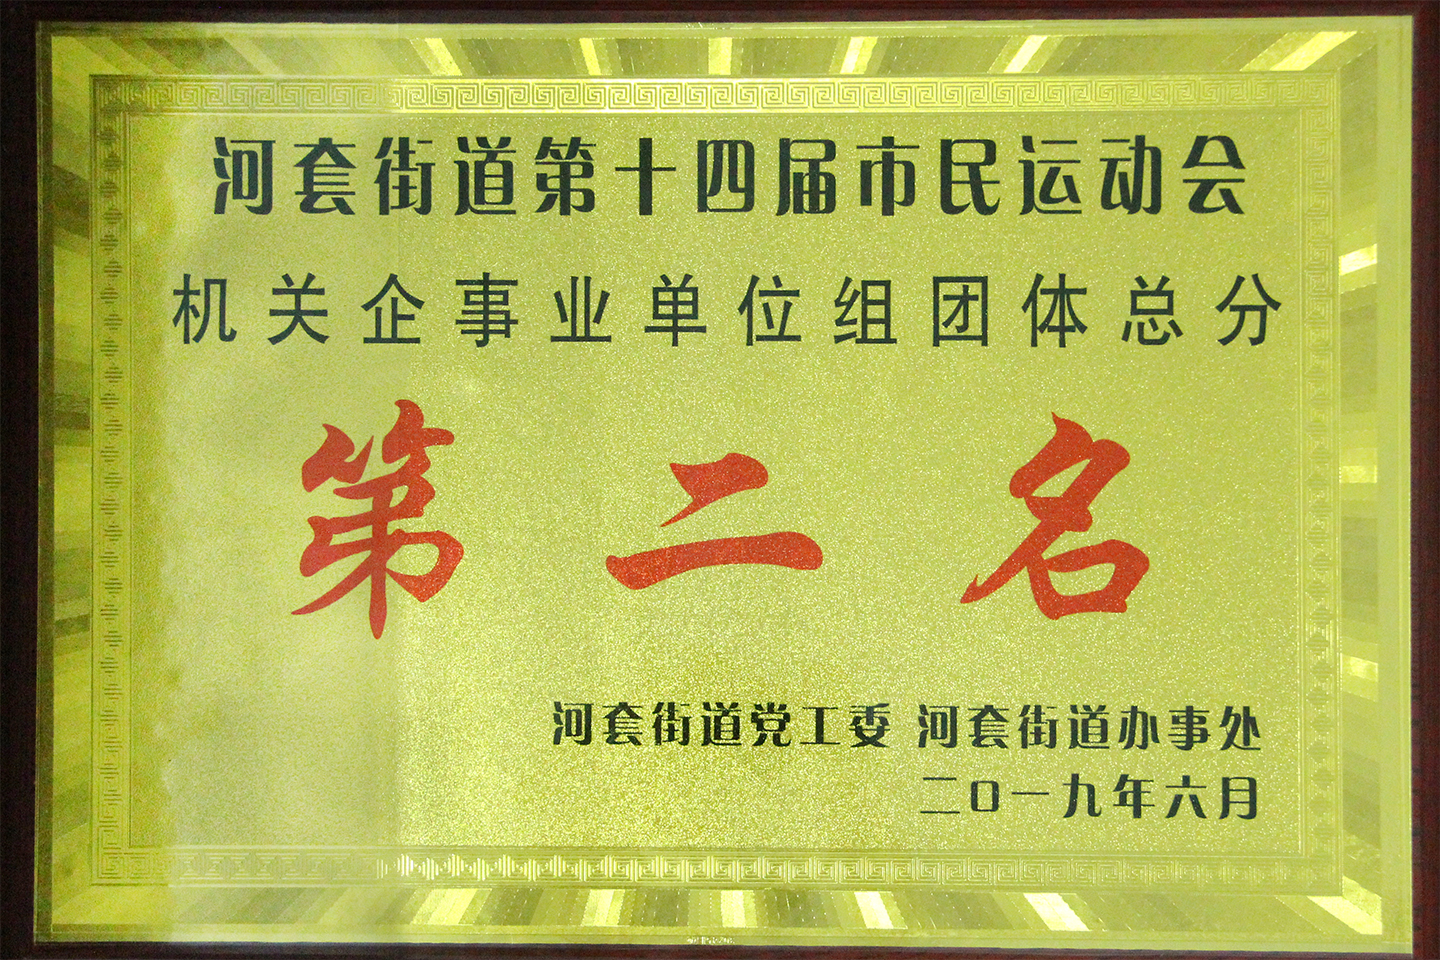 河套街道第十四届市民运动会
机关企事业单位组团体总分
第二名
河套街道党工委 河套街道办事处
二〇一九年六月